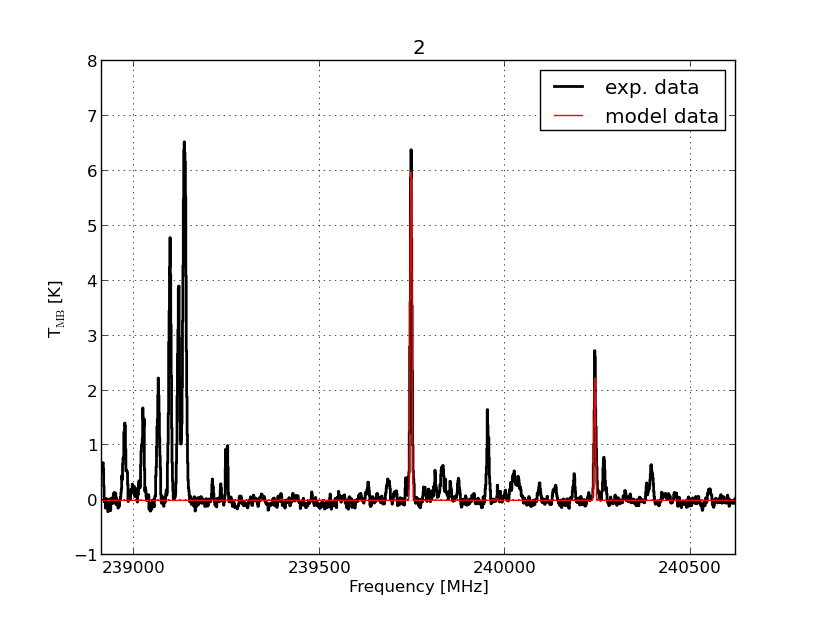 2
exp. data
model data
8
7
6
5
4
3
2
1
0
−1
T_MB [K]
239000 239500 240000 240500
Frequency [MHz]